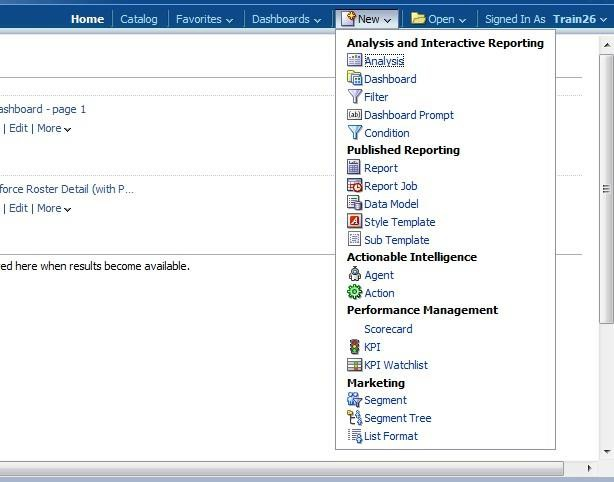 Home Catalog Favorites Dashboards New Open Signed In As Train26
Analysis and Interactive Reporting
Analysis
Dashboard
Filter
Dashboard Prompt
Condition
Published Reporting
Report
Report Job
Data Model
Style Template
Sub Template
Actionable Intelligence
Agent
Action
Performance Management
Scorecard
KPI
KPI Watchlist
Marketing
Segment
Segment Tree
List Format
ashboard - page 1
| Edit | More
force Roster Detail (with P...
| Edit | More
red here when results become available.